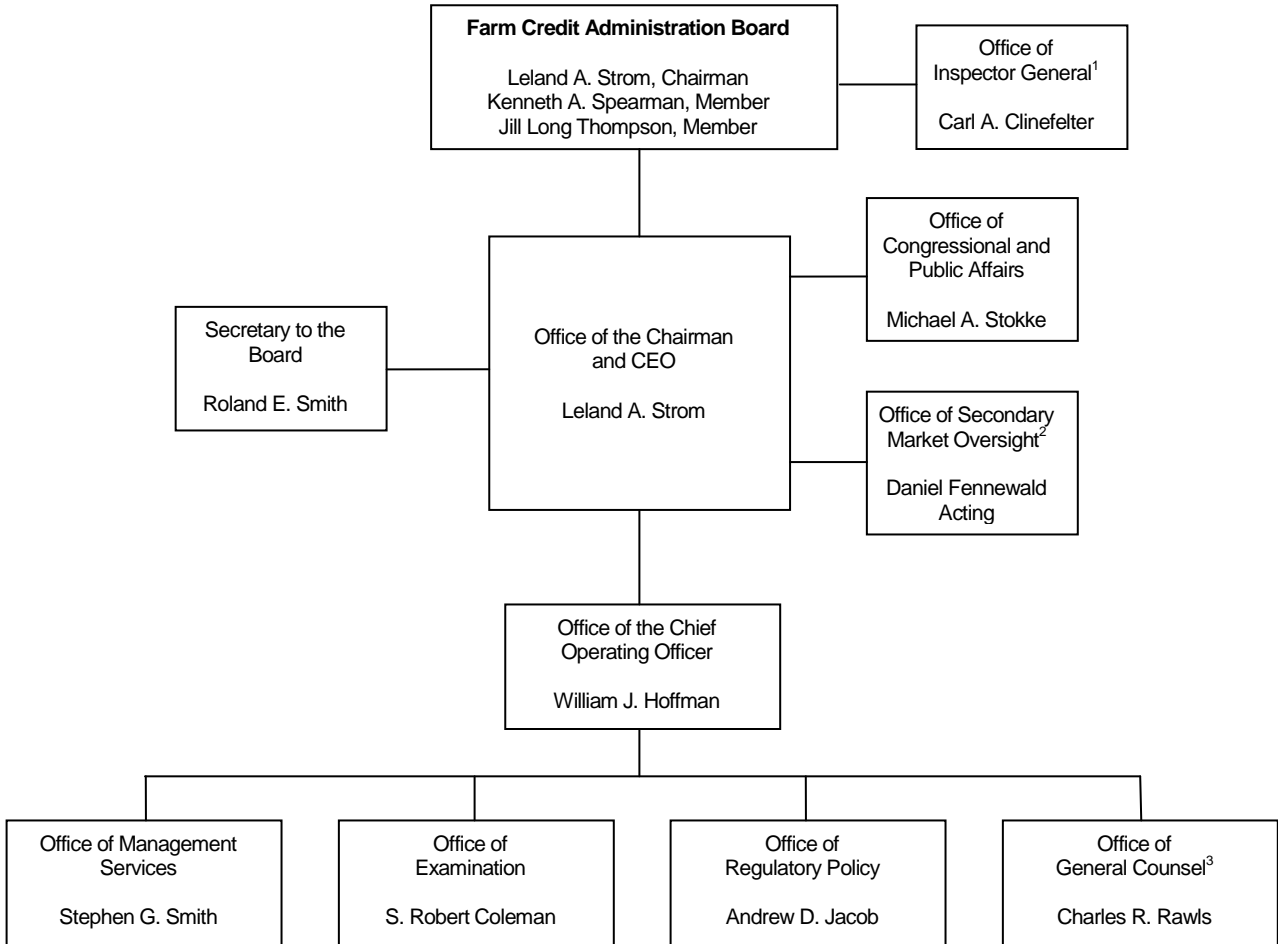 Farm Credit Administration Board
Leland A. Strom, Chairman
Kenneth A. Spearman, Member
Jill Long Thompson, Member
Office of
Inspector General¹
Carl A. Clinefelter
Office of
Congressional and
Public Affairs
Michael A. Stokke
Secretary to the
Board
Roland E. Smith
Office of the Chairman
and CEO
Leland A. Strom
Office of Secondary
Market Oversight²
Daniel Fennewald
Acting
Office of the Chief
Operating Officer
William J. Hoffman
Office of Management
Services
Stephen G. Smith
Office of
Examination
S. Robert Coleman
Office of
Regulatory Policy
Andrew D. Jacob
Office of
General Counsel³
Charles R. Rawls